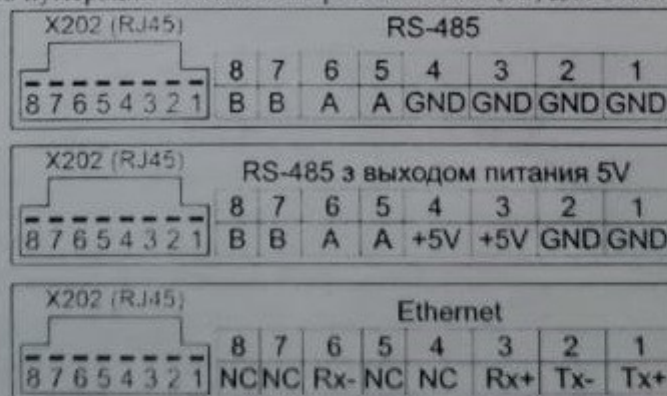 X202 (RJ45) RS-485
8 7 6 5 4 3 2 1
8 7 6 5 4 3 2 1 B B A A GND GND GND GND
X202 (RJ45) RS-485 з выходом питания 5V
8 7 6 5 4 3 2 1
8 7 6 5 4 3 2 1 B B A A +5V +5V GND GND
X202 (RJ45) Ethernet
8 7 6 5 4 3 2 1
8 7 6 5 4 3 2 1 NC NC Rx- NC NC Rx+ Tx- Tx+